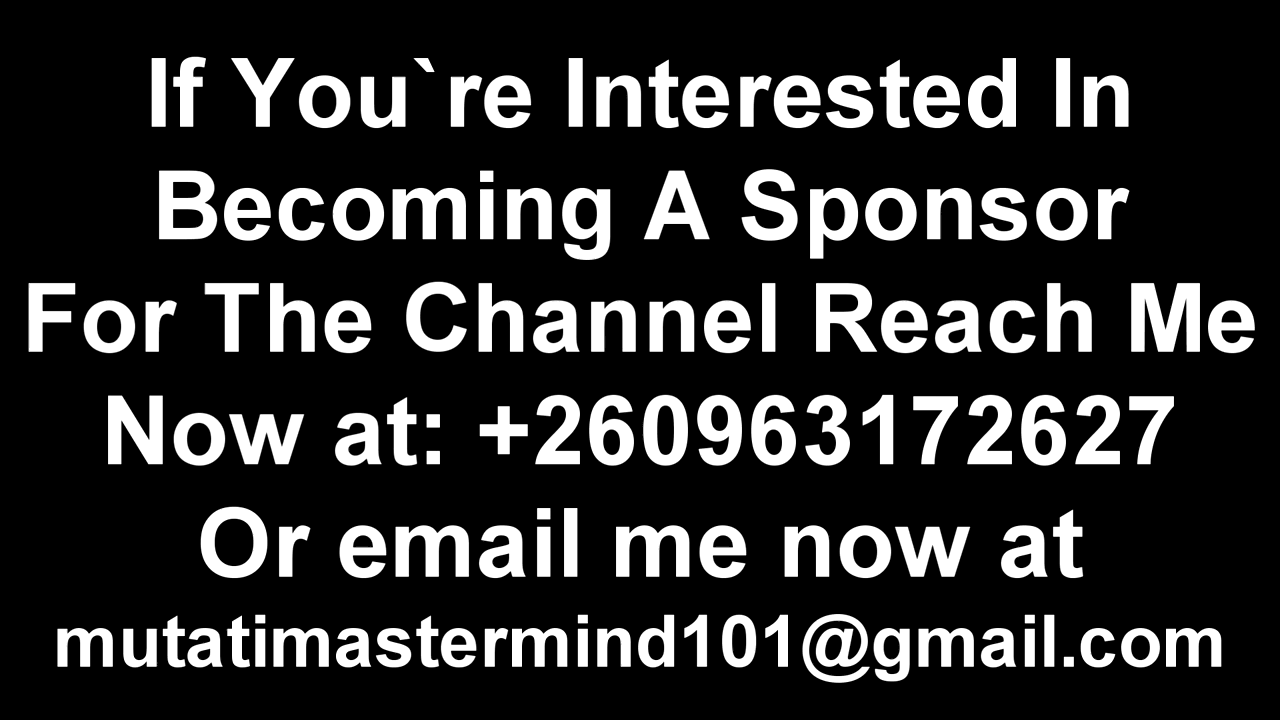 If You`re Interested In
Becoming A Sponsor
For The Channel Reach Me
Now at: +260963172627
Or email me now at
mutatimastermind101@gmail.com